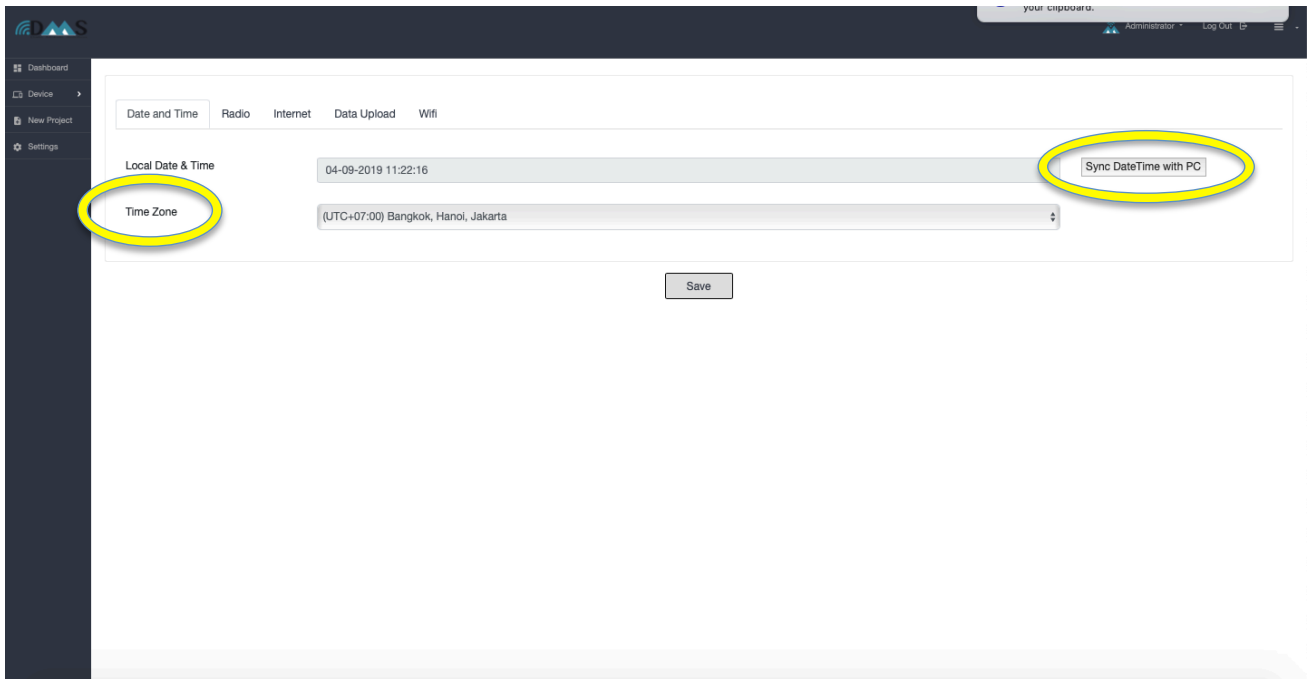 your clipboard.
DMAS
Administrator
Log Out
Dashboard
Device
New Project
Settings
Date and Time Radio Internet Data Upload Wifi
Local Date & Time 04-09-2019 11:22:16 Sync DateTime with PC
Time Zone (UTC+07:00) Bangkok, Hanoi, Jakarta
Save